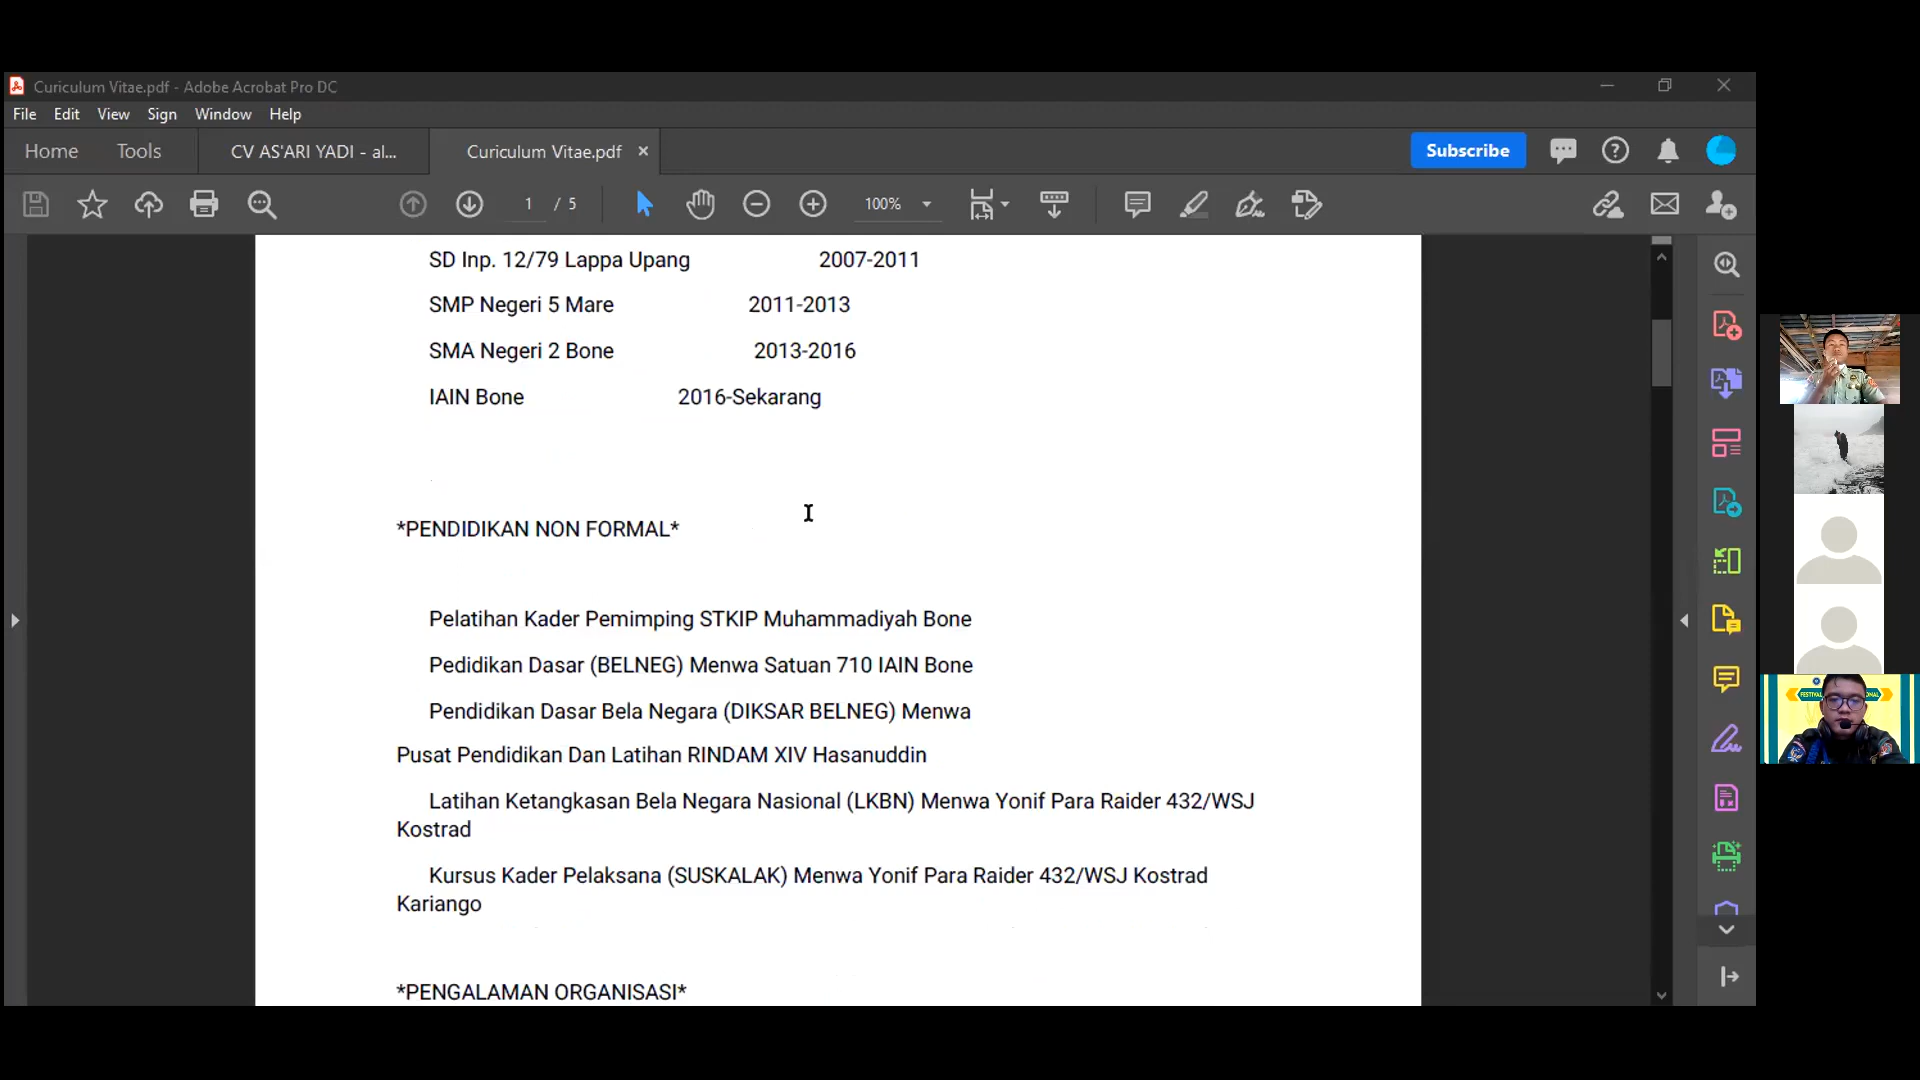 Curiculum Vitae.pdf - Adobe Acrobat Pro DC
File Edit View Sign Window Help
Home Tools CV AS'ARI YADI - al... Curiculum Vitae.pdf Subscribe
1 / 5 100%
SD Inp. 12/79 Lappa Upang 2007-2011
SMP Negeri 5 Mare 2011-2013
SMA Negeri 2 Bone 2013-2016
IAIN Bone 2016-Sekarang
*PENDIDIKAN NON FORMAL*
Pelatihan Kader Pemimping STKIP Muhammadiyah Bone
Pedidikan Dasar (BELNEG) Menwa Satuan 710 IAIN Bone
Pendidikan Dasar Bela Negara (DIKSAR BELNEG) Menwa
Pusat Pendidikan Dan Latihan RINDAM XIV Hasanuddin
Latihan Ketangkasan Bela Negara Nasional (LKBN) Menwa Yonif Para Raider 432/WSJ
Kostrad
Kursus Kader Pelaksana (SUSKALAK) Menwa Yonif Para Raider 432/WSJ Kostrad
Kariango
*PENGALAMAN ORGANISASI*
FESTIVAL